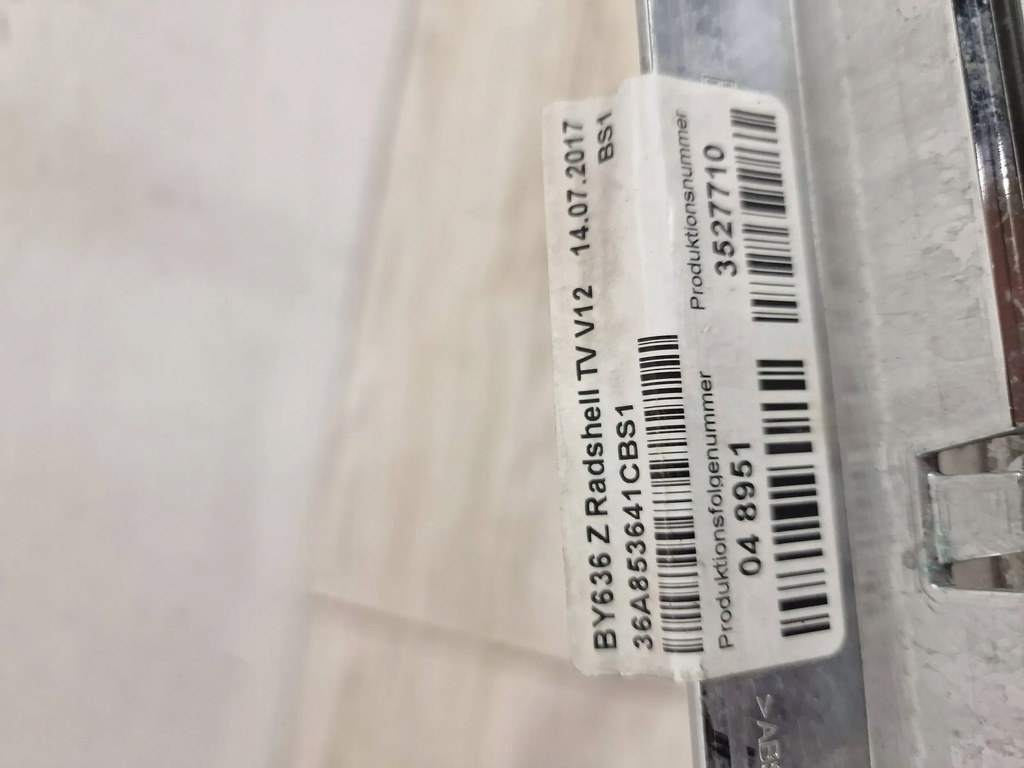 BY636 Z Radshell TV V12 14.07.2017
36A853641CBS1 BS1
Produktionsfolgenummer Produktionsnummer
04 8951 3527710